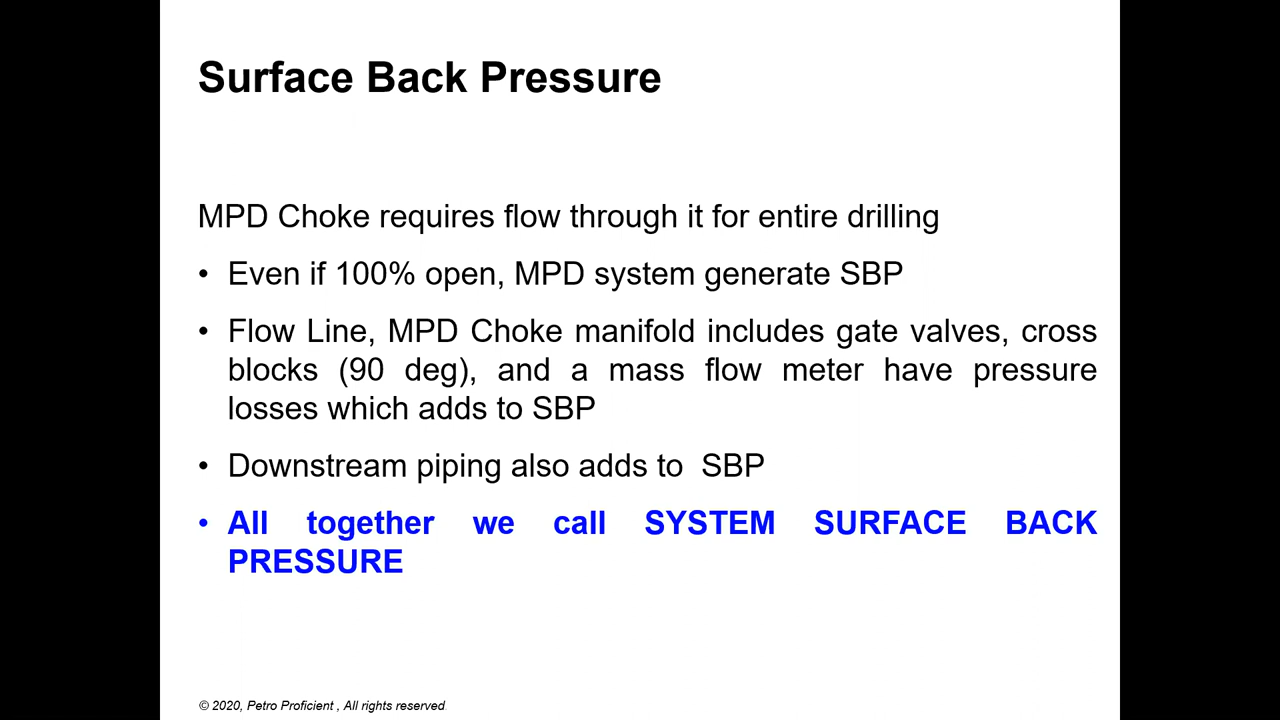 Surface Back Pressure
MPD Choke requires flow through it for entire drilling
• Even if 100% open, MPD system generate SBP
• Flow Line, MPD Choke manifold includes gate valves, cross
blocks (90 deg), and a mass flow meter have pressure
losses which adds to SBP
• Downstream piping also adds to SBP
• All together we call SYSTEM SURFACE BACK
PRESSURE
© 2020, Petro Proficient , All rights reserved